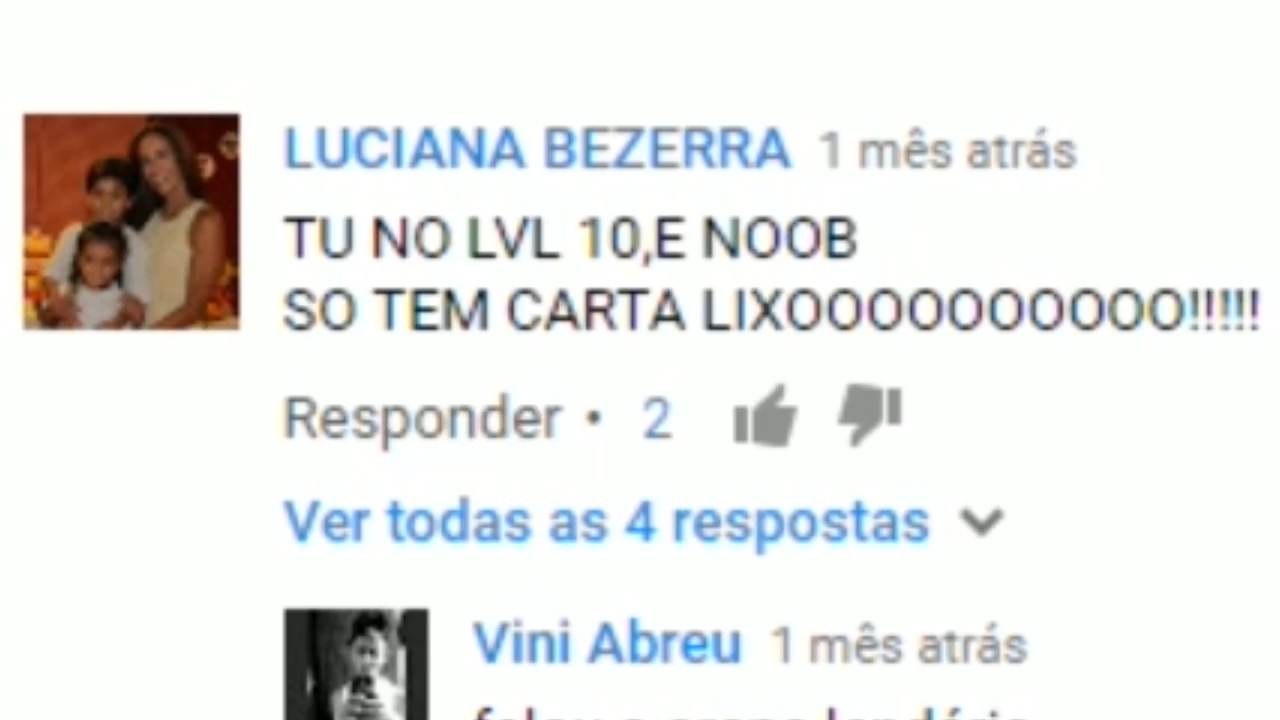 LUCIANA BEZERRA 1 mês atrás
TU NO LVL 10,E NOOB
SO TEM CARTA LIXOOOOOOOOOOO!!!!!
Responder • 2
Ver todas as 4 respostas
Vini Abreu 1 mês atrás